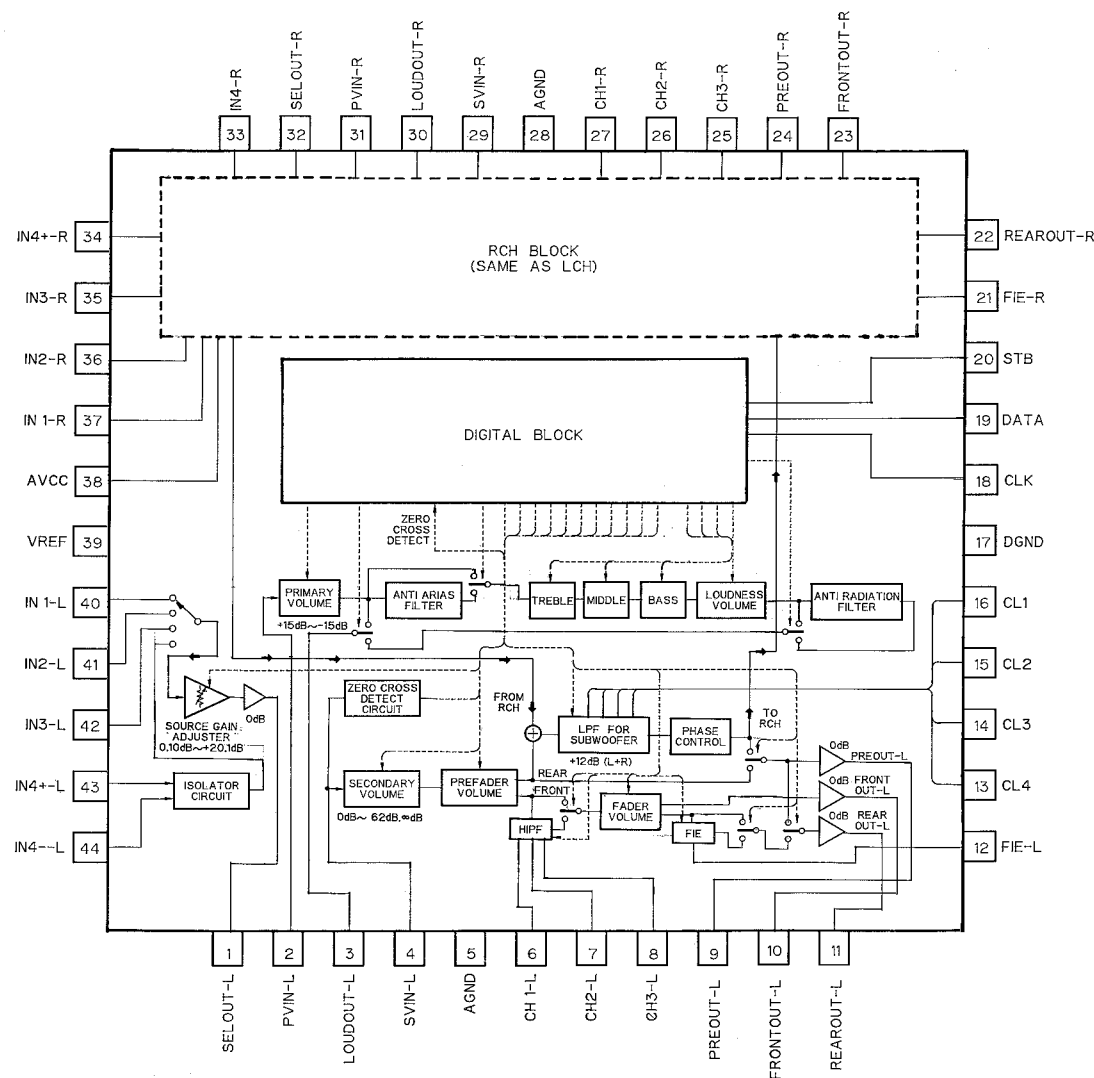 IN4-R
SELOUT-R
PVIN-R
LOUDOUT-R
SVIN-R
AGND
CH1-R
CH2-R
CH3-R
PREOUT-R
FRONTOUT-R
33
32
31
30
29
28
27
26
25
24
23
IN4+-R 34
IN3-R 35
IN2-R 36
IN 1-R 37
AVCC 38
VREF 39
IN 1-L 40
IN2-L 41
IN3-L 42
IN4+-L 43
IN4--L 44
22 REAROUT-R
21 FIE-R
20 STB
19 DATA
18 CLK
17 DGND
16 CL1
15 CL2
14 CL3
13 CL4
12 FIE-L
RCH BLOCK
(SAME AS LCH)
DIGITAL BLOCK
ZERO
CROSS
DETECT
PRIMARY
VOLUME
+15dB~-15dB
ANTI ARIAS
FILTER
TREBLE
MIDDLE
BASS
LOUDNESS
VOLUME
ANTI RADIATION
FILTER
SOURCE GAIN
ADJUSTER
0,10dB~+20,1dB
0dB
ISOLATOR
CIRCUIT
ZERO CROSS
DETECT
CIRCUIT
FROM
RCH
LPF FOR
SUBWOOFER
+12dB (L+R)
PHASE
CONTROL
TO
RCH
SECONDARY
VOLUME
0dB~ 62dB,∞dB
PREFADER
VOLUME
REAR
FRONT
HIPF
FADER
VOLUME
FIE
0dB
PREOUT-L
0dB FRONT
OUT-L
0dB REAR
OUT-L
1
2
3
4
5
6
7
8
9
10
11
SELOUT-L
PVIN-L
LOUDOUT-L
SVIN-L
AGND
CH 1-L
CH2-L
CH3-L
PREOUT-L
FRONTOUT-L
REAROUT-L